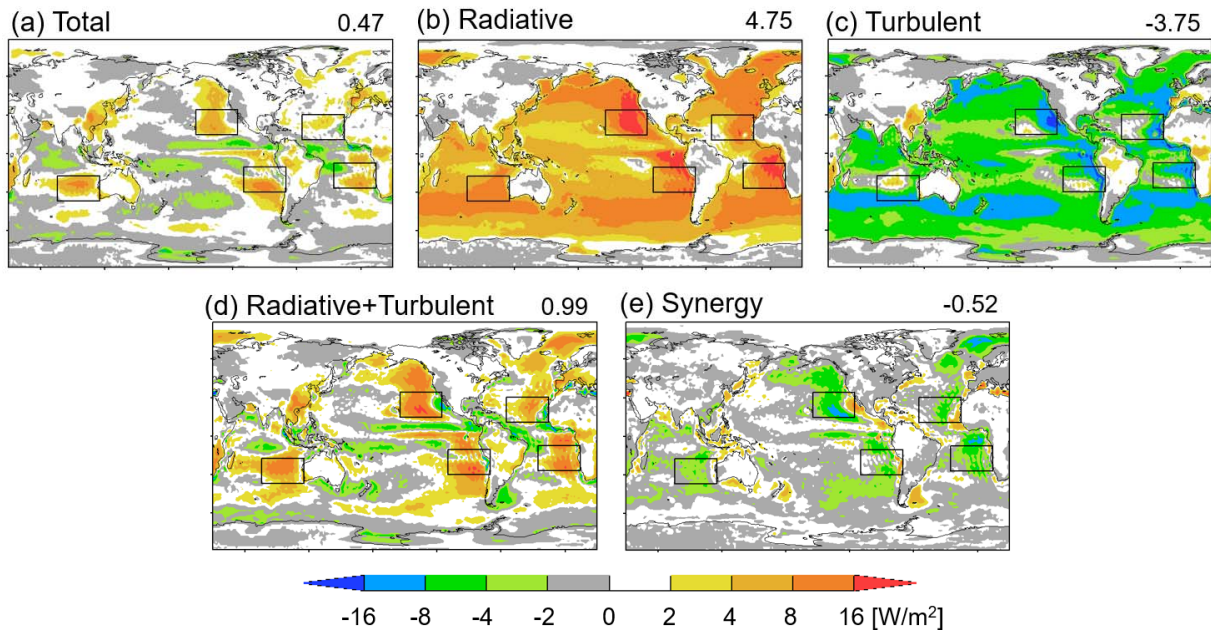 (a) Total 0.47
(b) Radiative 4.75
(c) Turbulent -3.75
(d) Radiative+Turbulent 0.99
(e) Synergy -0.52
-16 -8 -4 -2 0 2 4 8 16 [W/m²]